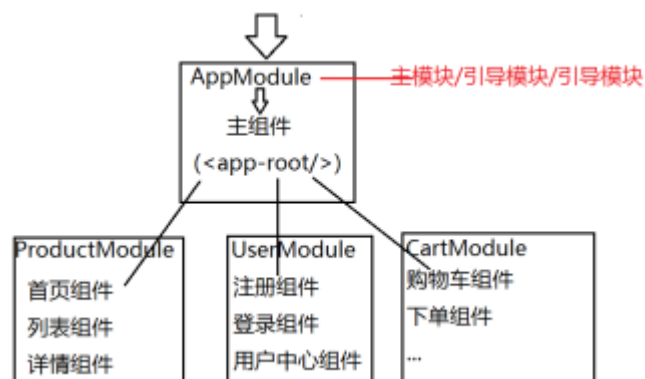 AppModule
主模块/引导模块/引导模块
主组件
(<app-root/>)
ProductModule
首页组件
列表组件
详情组件
UserModule
注册组件
登录组件
用户中心组件
CartModule
购物车组件
下单组件
...